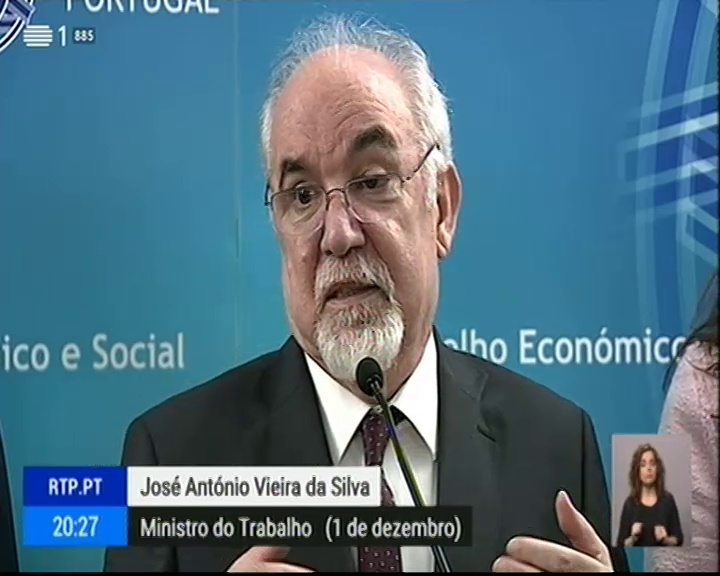 PORTUGAL
1 885
ico e Social
lho Económico
RTP.PT
José António Vieira da Silva
20:27
Ministro do Trabalho (1 de dezembro)